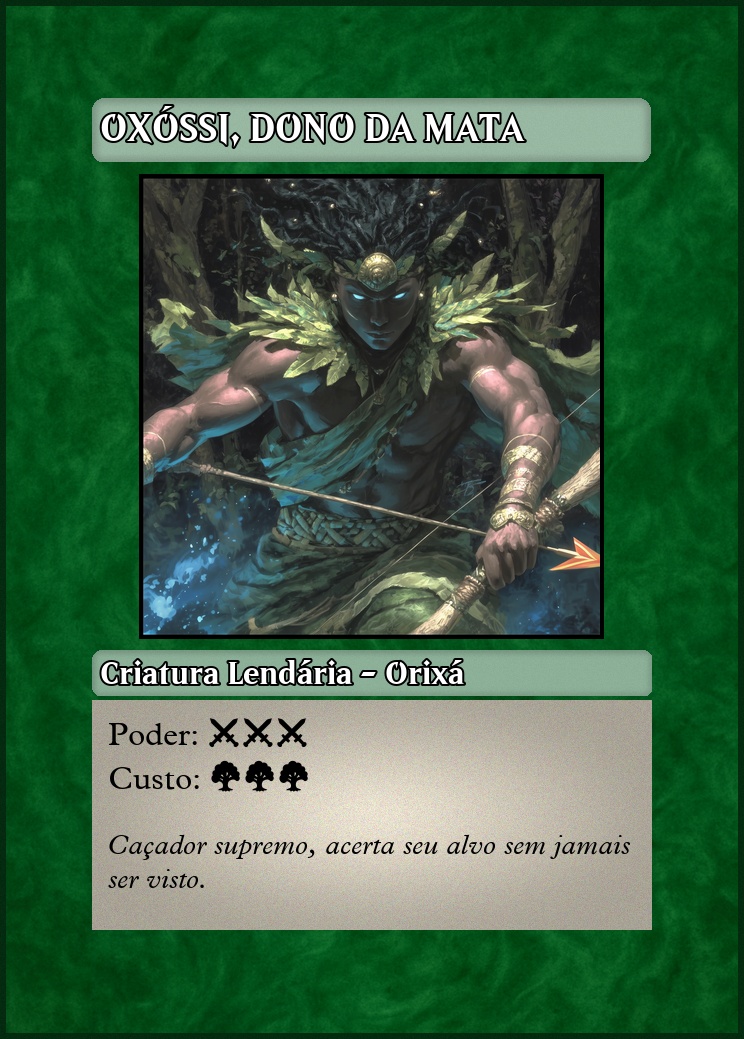 OXÓSSI, DONO DA MATA
Criatura Lendária - Orixá
Poder:
Custo:
Caçador supremo, acerta seu alvo sem jamais
ser visto.